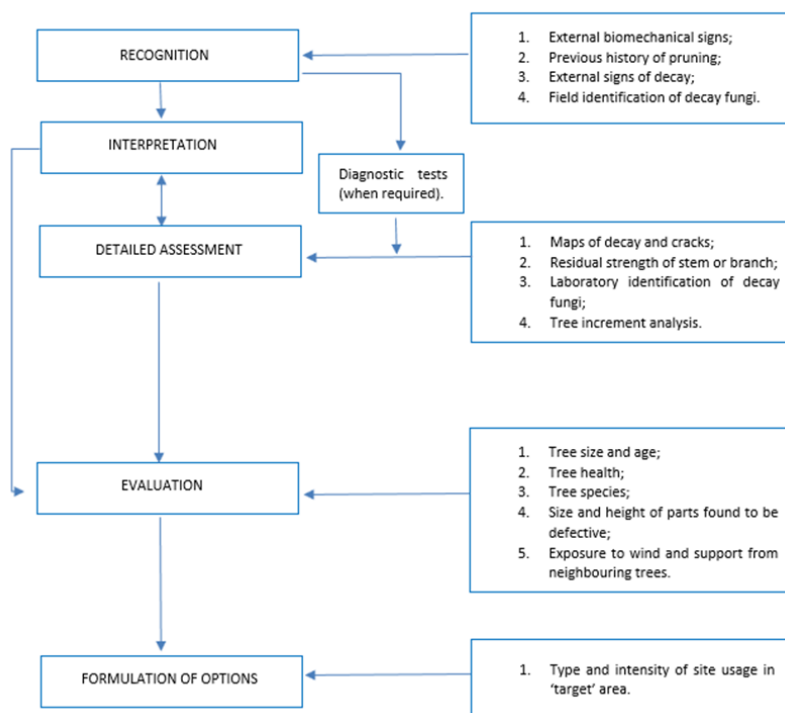 RECOGNITION
1. External biomechanical signs;
2. Previous history of pruning;
3. External signs of decay;
4. Field identification of decay fungi.
INTERPRETATION
Diagnostic tests
(when required).
DETAILED ASSESSMENT
1. Maps of decay and cracks;
2. Residual strength of stem or branch;
3. Laboratory identification of decay
fungi;
4. Tree increment analysis.
EVALUATION
1. Tree size and age;
2. Tree health;
3. Tree species;
4. Size and height of parts found to be
defective;
5. Exposure to wind and support from
neighbouring trees.
FORMULATION OF OPTIONS
1. Type and intensity of site usage in
‘target’ area.